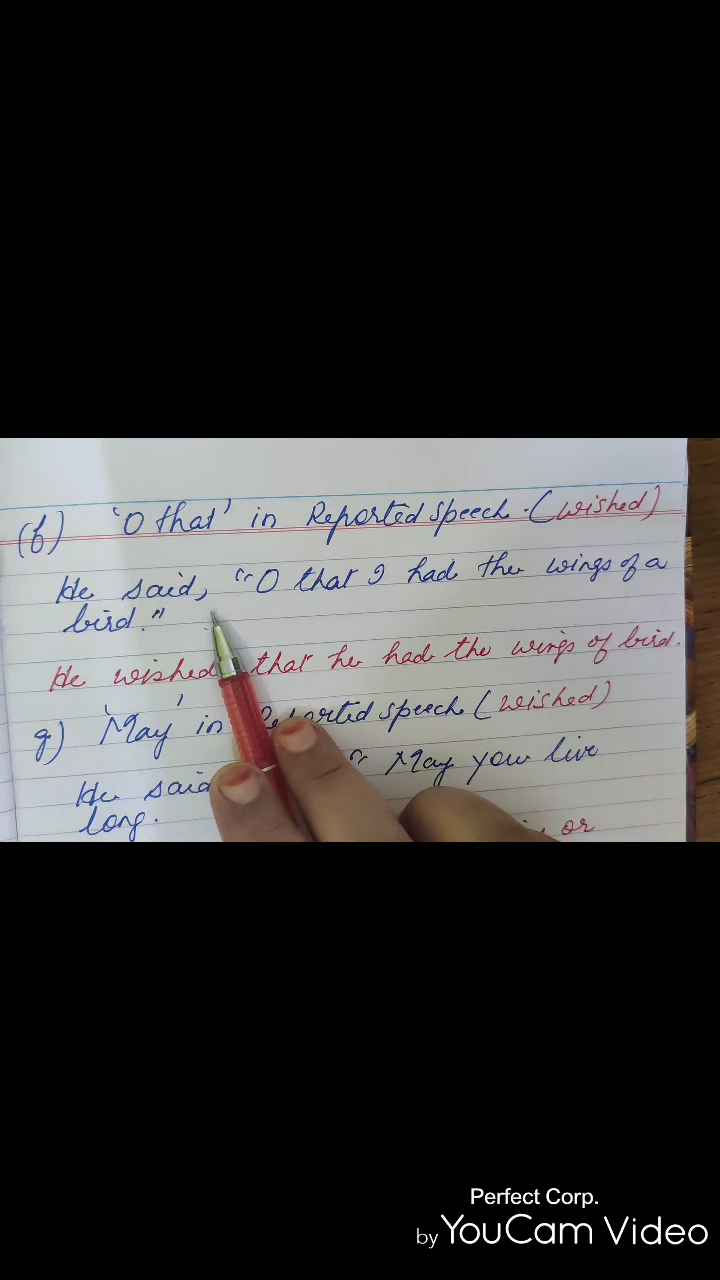 (f) 'O that' in Reported speech. (wished)
He said, "O that I had the wings of a
bird."
He wished that he had the wings of bird.
g) 'May' in Reported speech (wished)
He said " May you live
long.
or
Perfect Corp.
by YouCam Video